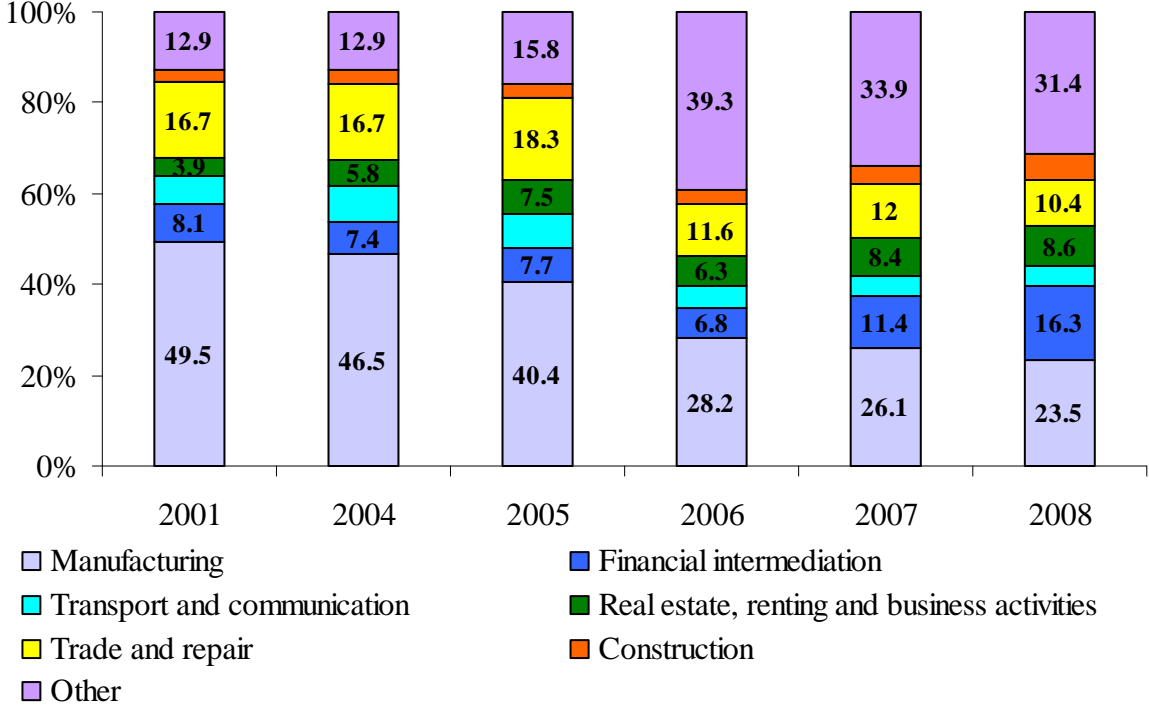 100%
12.9 12.9 15.8 39.3 33.9 31.4
80%
16.7 16.7 18.3 11.6 12 10.4
3.9 5.8 7.5 6.3 8.4 8.6
60%
8.1 7.4 7.7 6.8 11.4 16.3
40%
49.5 46.5 40.4 28.2 26.1 23.5
20%
0%
2001 2004 2005 2006 2007 2008
Manufacturing Financial intermediation
Transport and communication Real estate, renting and business activities
Trade and repair Construction
Other